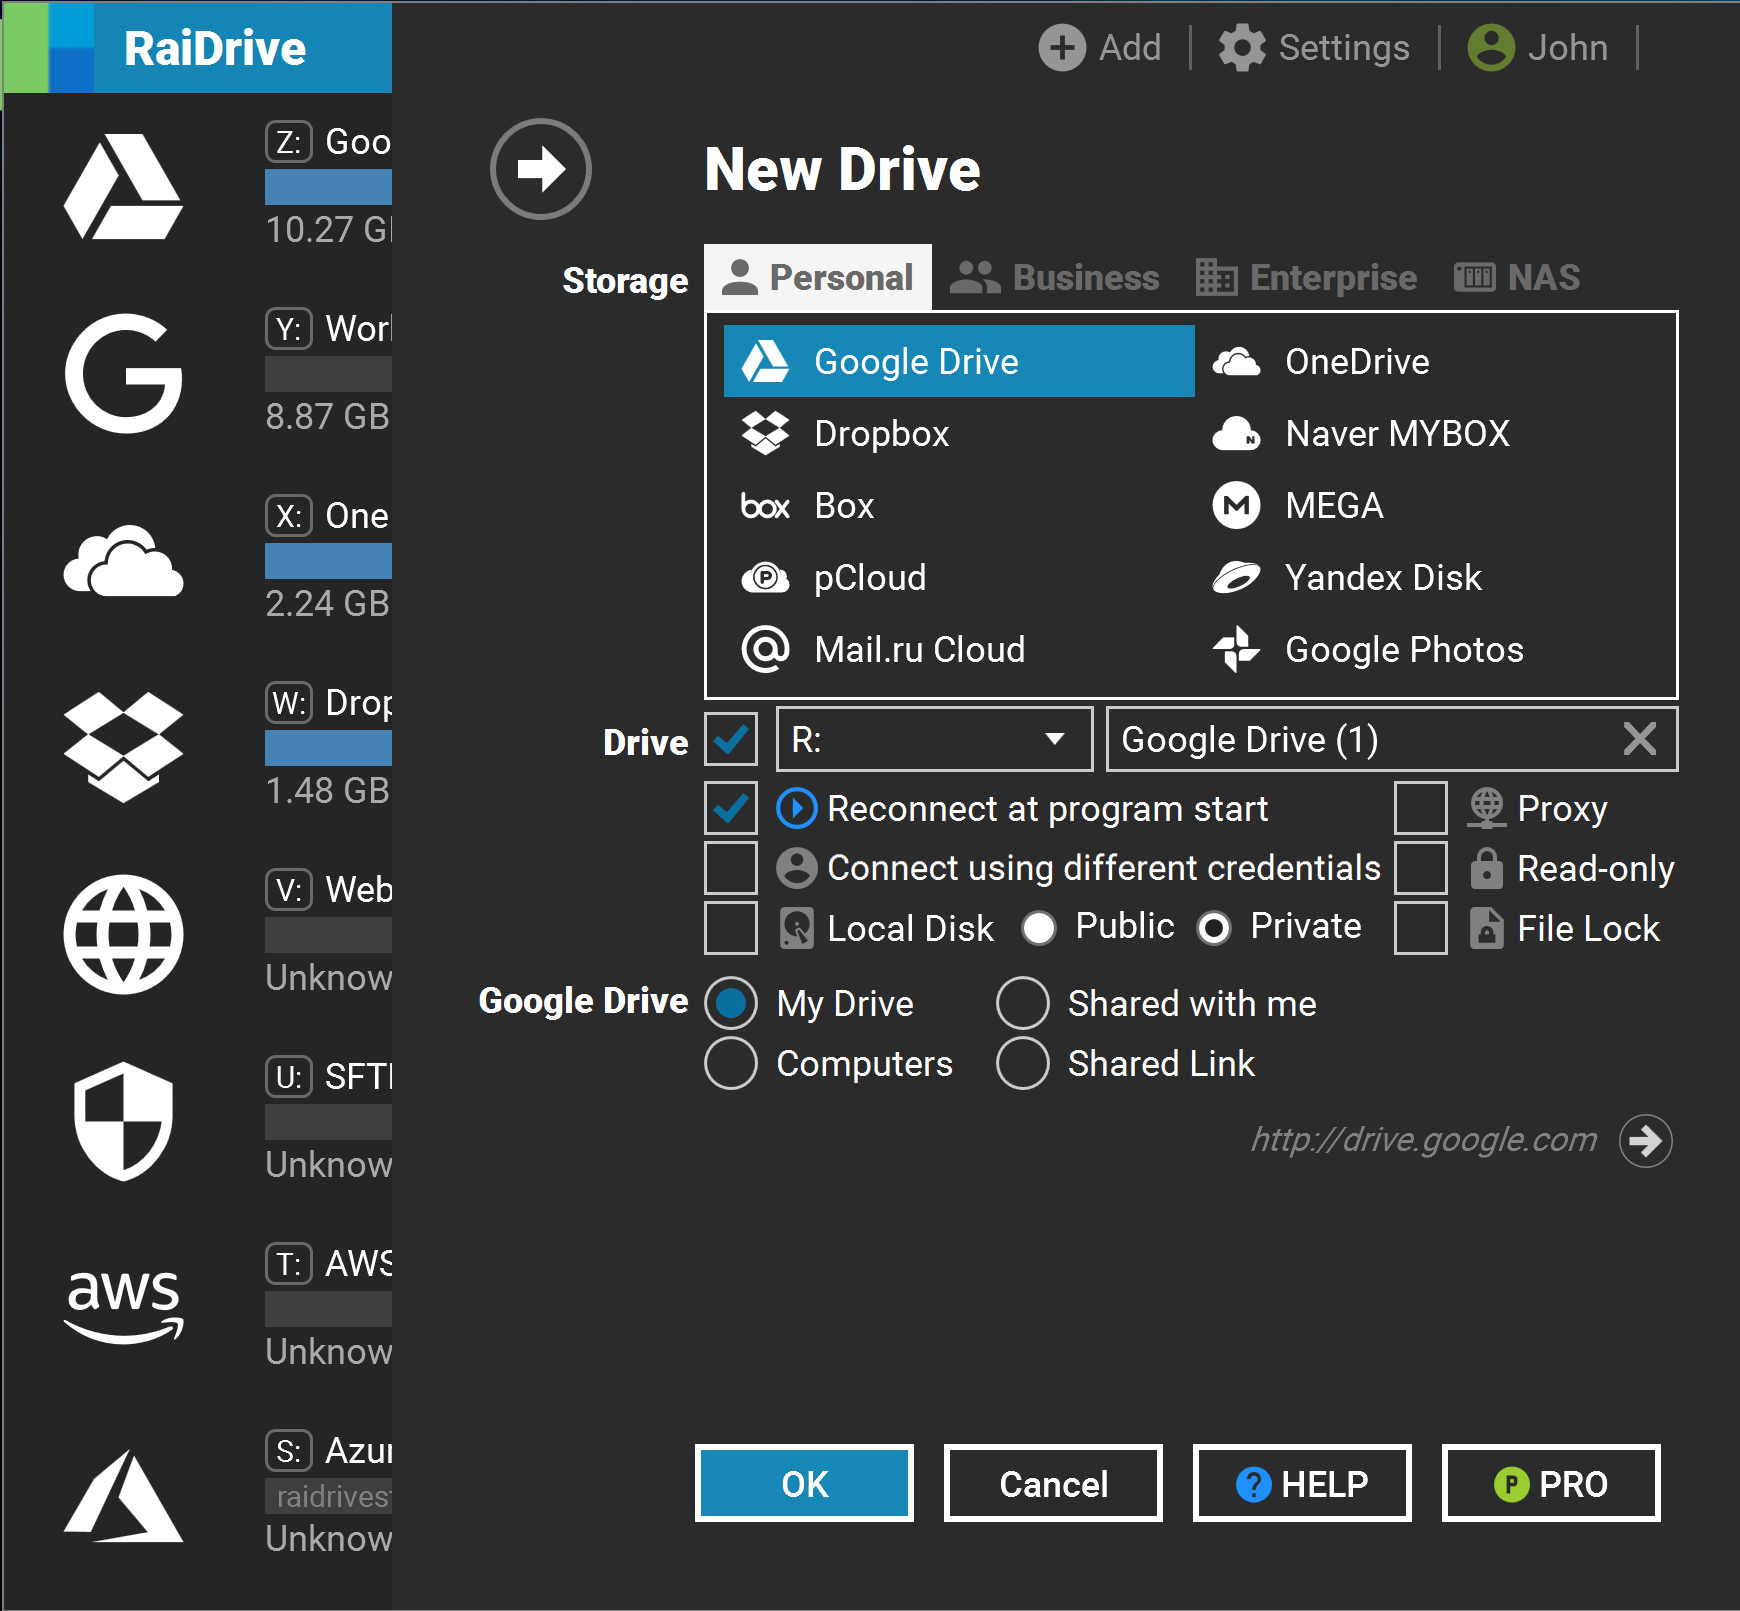 RaiDrive
Add
Settings
John
Z: Goo
10.27 G
Y: Wor
8.87 GB
X: One
2.24 GB
W: Drop
1.48 GB
V: Web
Unknow
U: SFT
Unknow
T: AWS
aws
Unknow
S: Azur
raidrives
Unknow
New Drive
Storage
Personal Business Enterprise NAS
Google Drive OneDrive
Dropbox Naver MYBOX
box Box MEGA
pCloud Yandex Disk
Mail.ru Cloud Google Photos
Drive R: Google Drive (1)
Reconnect at program start Proxy
Connect using different credentials Read-only
Local Disk Public Private File Lock
Google Drive My Drive Shared with me
Computers Shared Link
http://drive.google.com
OK Cancel ? HELP P PRO